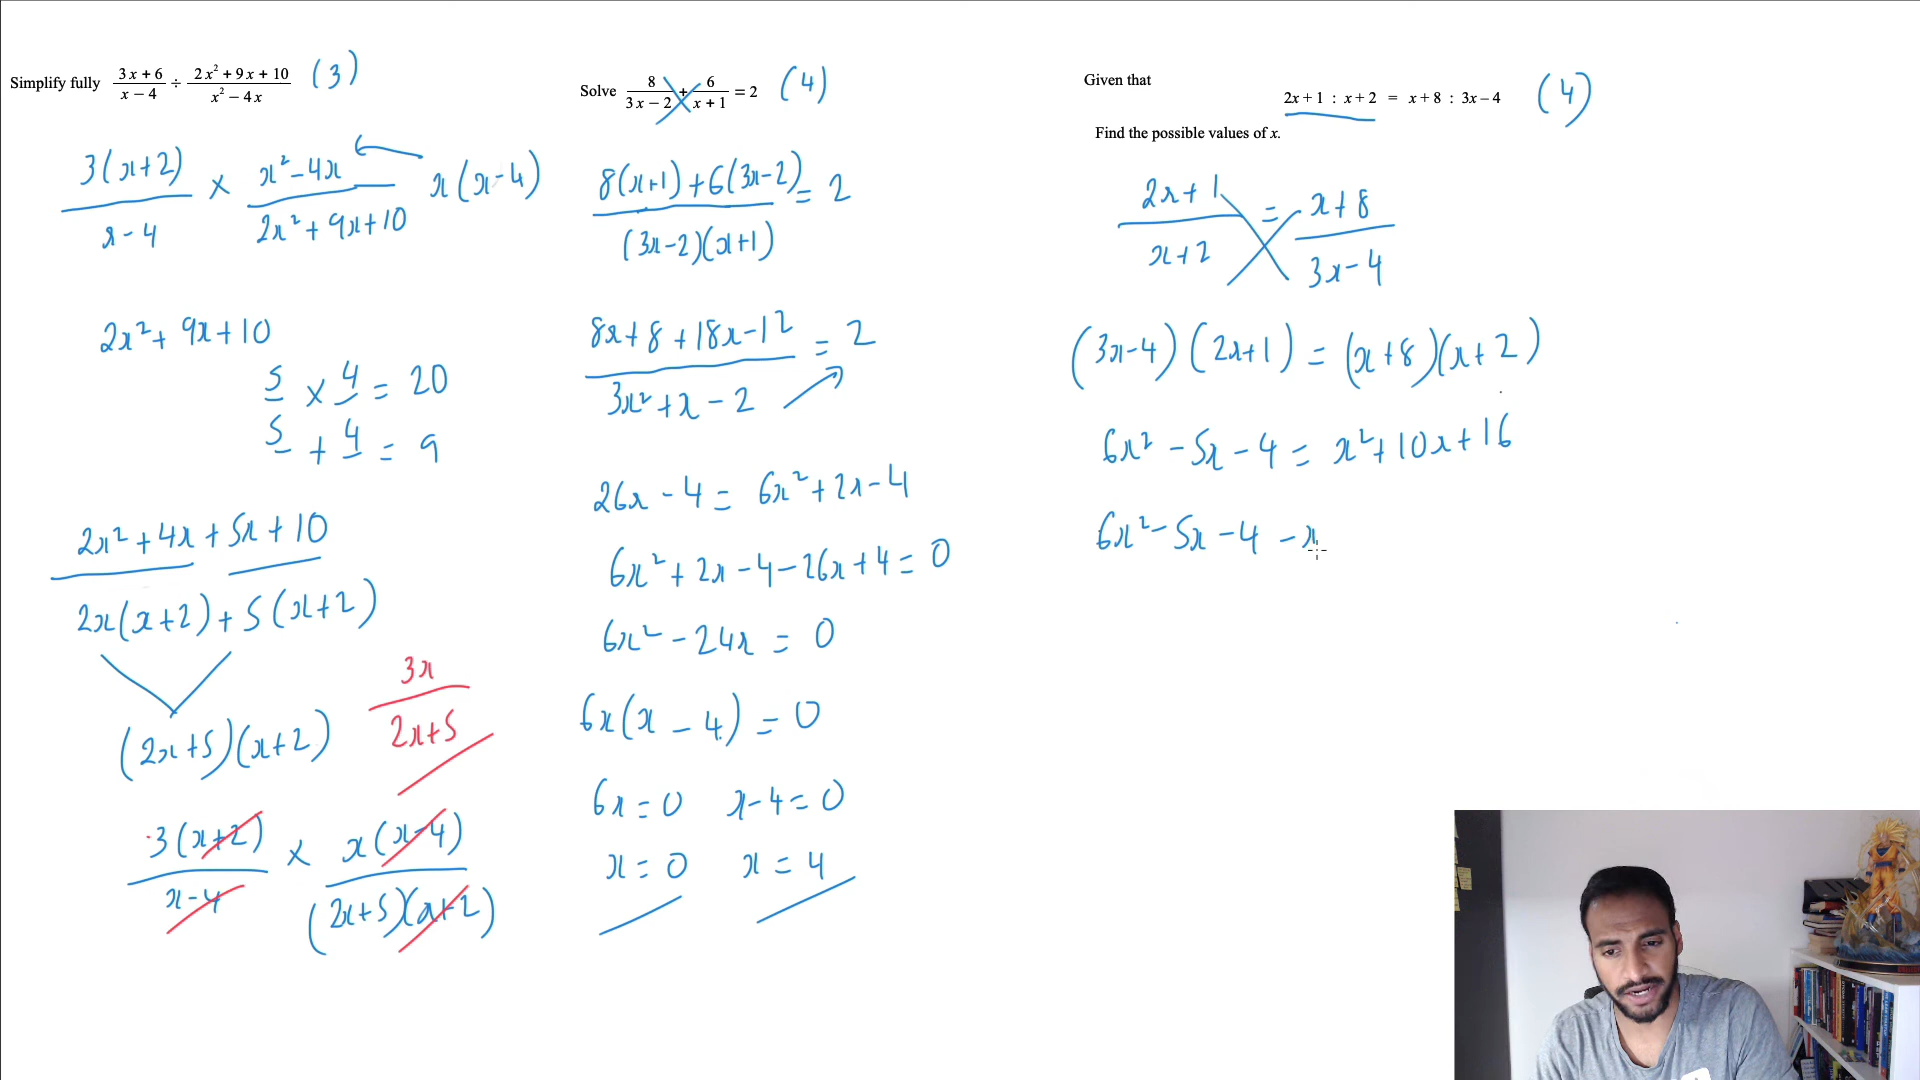 Simplify fully (3x + 6)/(x − 4) ÷ (2x² + 9x + 10)/(x² − 4x) (3)
3(x+2)/(x-4) × (x²-4x)/(2x²+9x+10) x(x-4)
2x²+9x+10
5 × 4 = 20
5 + 4 = 9
2x²+4x+5x+10
2x(x+2)+5(x+2)
(2x+5)(x+2)
3x/(2x+5)
3(x+2)/(x-4) × x(x-4)/((2x+5)(x+2))
Solve 8/(3x − 2) + 6/(x + 1) = 2 (4)
(8(x+1)+6(3x-2))/((3x-2)(x+1)) = 2
(8x+8+18x-12)/(3x²+x-2) = 2
26x-4 = 6x²+2x-4
6x²+2x-4-26x+4=0
6x²-24x=0
6x(x-4)=0
6x=0 x-4=0
x=0 x=4
Given that
2x + 1 : x + 2 = x + 8 : 3x – 4 (4)
Find the possible values of x.
(2x+1)/(x+2) = (x+8)/(3x-4)
(3x-4)(2x+1)=(x+8)(x+2)
6x²-5x-4=x²+10x+16
6x²-5x-4-x